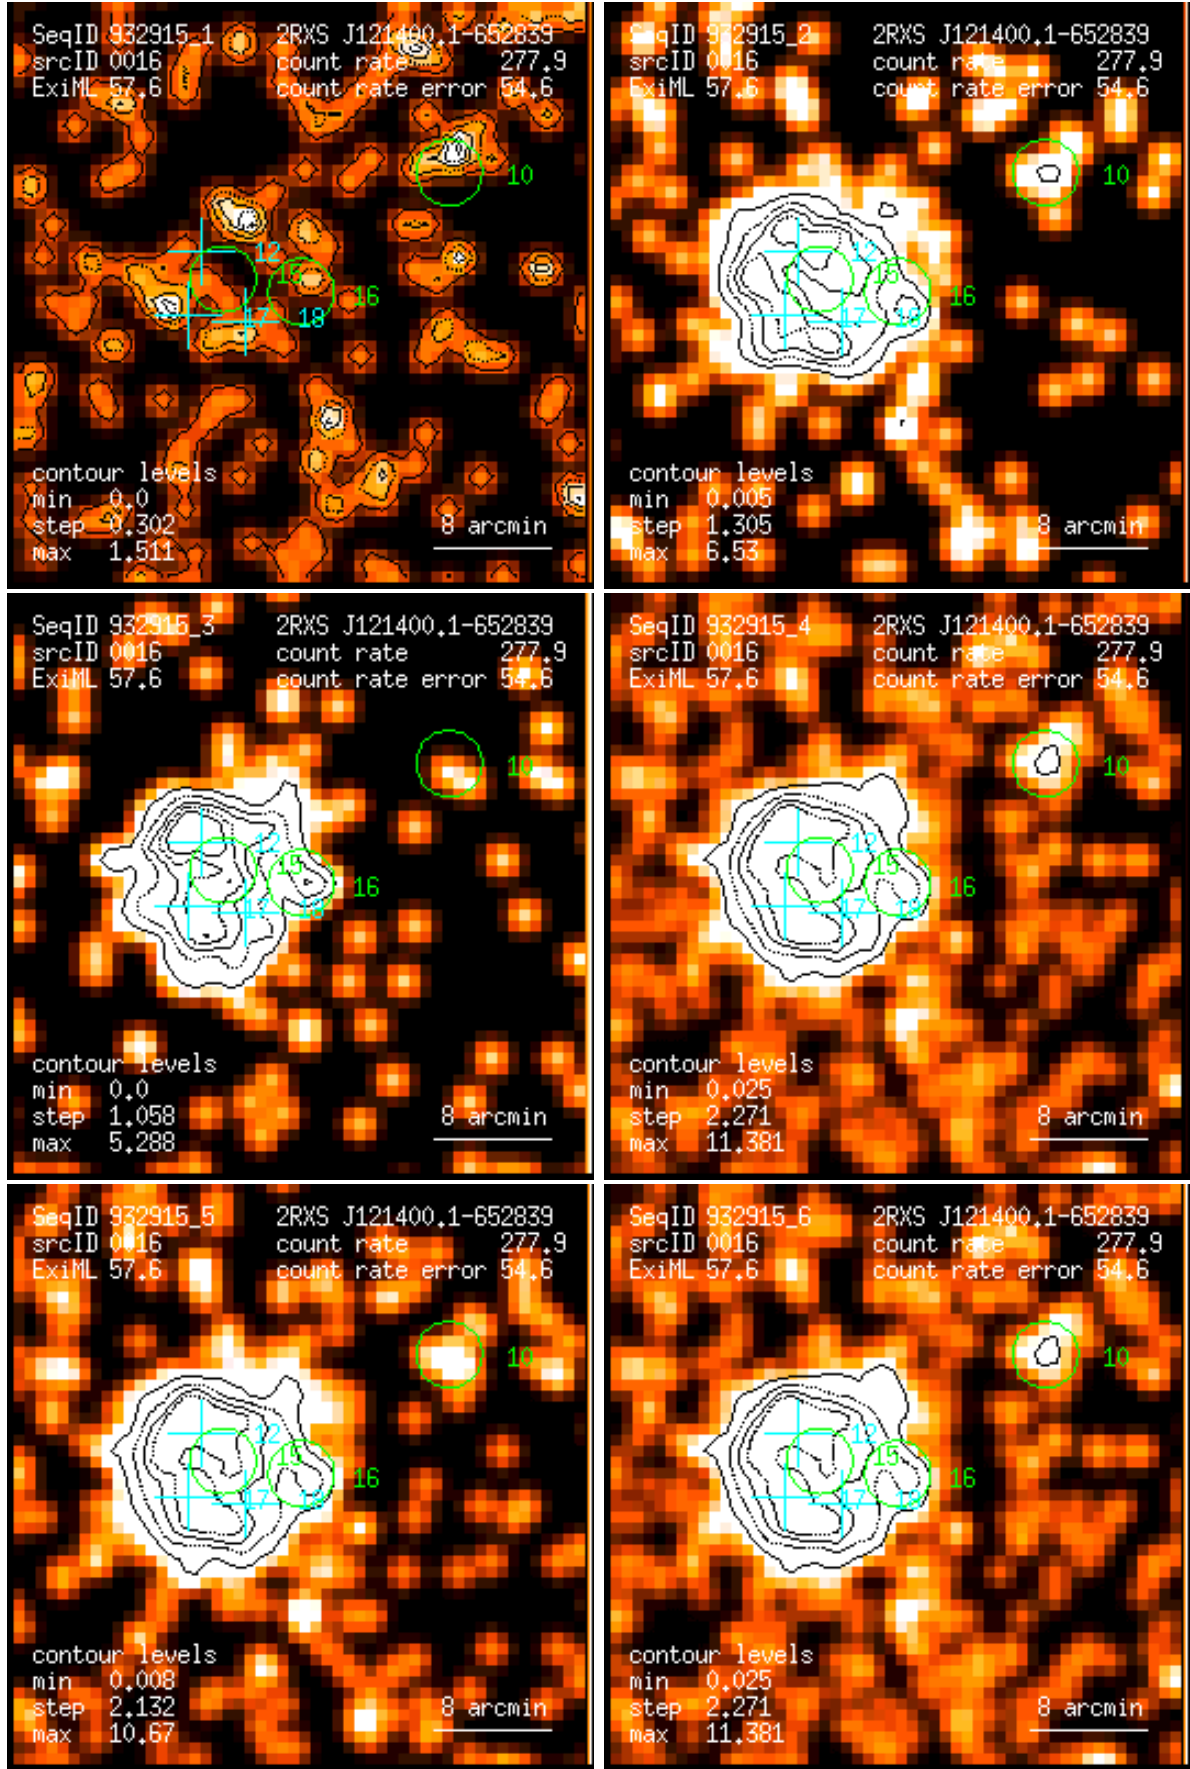 SeqID 932915_1 2RXS J121400.1-652839
srcID 0016 count rate 277.9
ExiML 57.6 count rate error 54.6
10
12
15
16
17 18
contour levels
min 0.0
step 0.302 8 arcmin
max 1.511
SeqID 932915_2 2RXS J121400.1-652839
srcID 0016 count rate 277.9
ExiML 57.6 count rate error 54.6
10
12
15
16
17 18
contour levels
min 0.005
step 1.305 8 arcmin
max 6.53
SeqID 932915_3 2RXS J121400.1-652839
srcID 0016 count rate 277.9
ExiML 57.6 count rate error 54.6
10
12
15
16
17 18
contour levels
min 0.0
step 1.058 8 arcmin
max 5.288
SeqID 932915_4 2RXS J121400.1-652839
srcID 0016 count rate 277.9
ExiML 57.6 count rate error 54.6
10
12
15
16
17 18
contour levels
min 0.025
step 2.271 8 arcmin
max 11.381
SeqID 932915_5 2RXS J121400.1-652839
srcID 0016 count rate 277.9
ExiML 57.6 count rate error 54.6
10
12
15
16
17 18
contour levels
min 0.008
step 2.132 8 arcmin
max 10.67
SeqID 932915_6 2RXS J121400.1-652839
srcID 0016 count rate 277.9
ExiML 57.6 count rate error 54.6
10
12
15
16
17 18
contour levels
min 0.025
step 2.271 8 arcmin
max 11.381